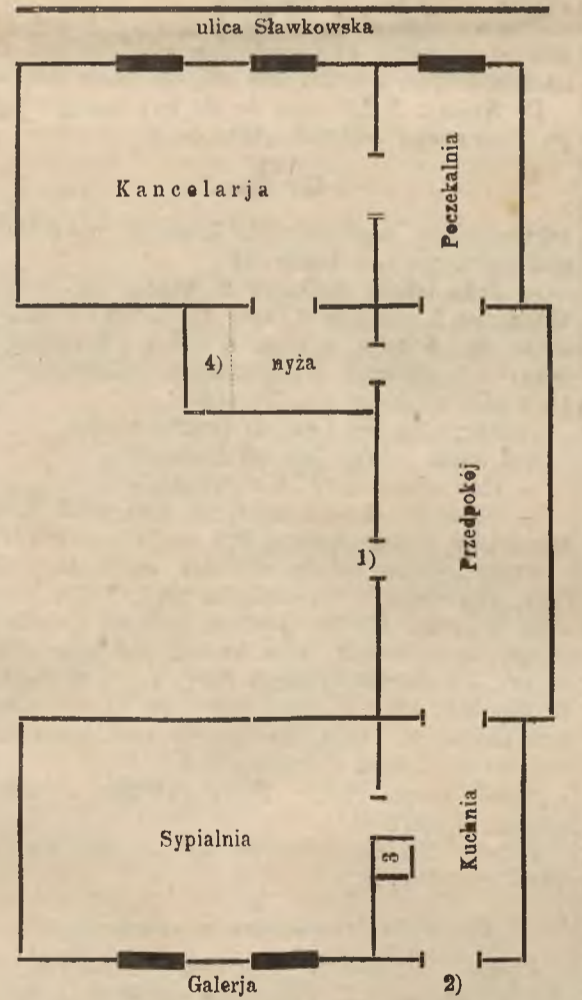 ulica Sławkowska
Kancelarja
Poczekalnia
4) nyża
Przedpokój
1)
Sypialnia
3
Kuchnia
Galerja
2)